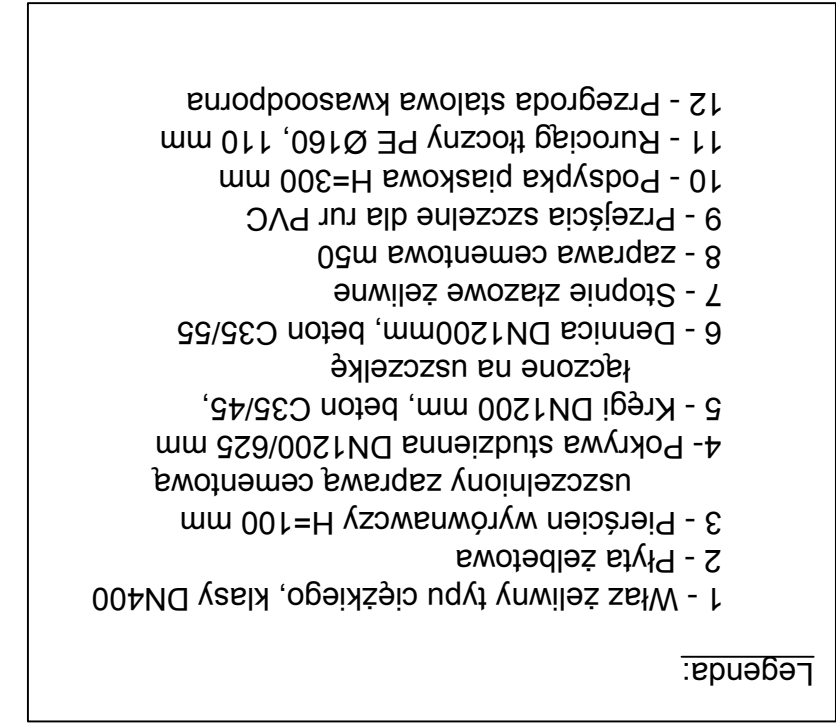 Legenda:
1 - Właz żeliwny typu ciężkiego, klasy DN400
2 - Płyta żelbetowa
3 - Pierścien wyrównawczy H=100 mm
uszczelniony zaprawą cementową
4- Pokrywa studzienna DN1200/625 mm
5 - Kręgi DN1200 mm, beton C35/45,
łączone na uszczelkę
6 - Dennica DN1200mm, beton C35/55
7 - Stopnie złazowe żeliwne
8 - zaprawa cementowa m50
9 - Przejścia szczelne dla rur PVC
10 - Podsypka piaskowa H=300 mm
11 - Rurociąg tłoczny PE Ø160, 110 mm
12 - Przegroda stalowa kwasoodporna